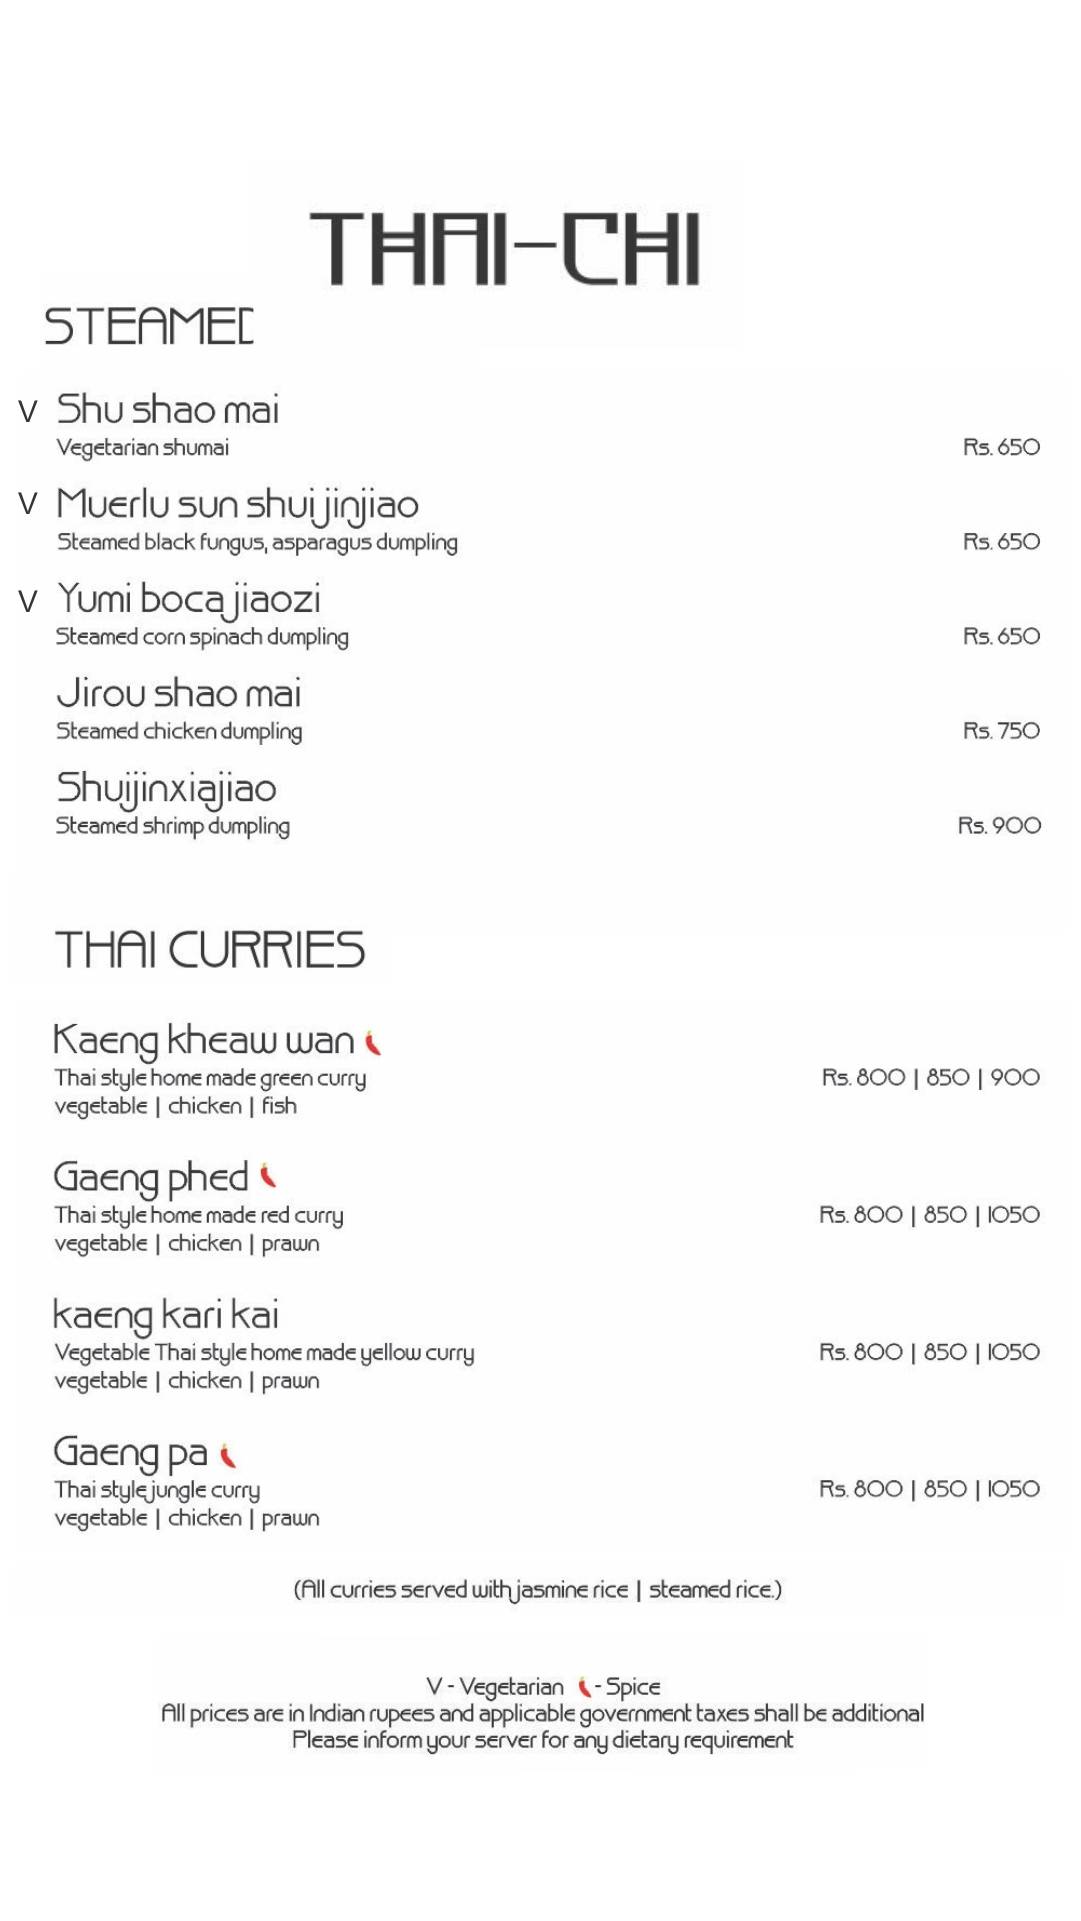 THAI-CHI
STEAMED
V Shu shao mai
Vegetarian shumai Rs. 650
V Muerlu sun shui jinjiao
Steamed black fungus, asparagus dumpling Rs. 650
V Yumi boca jiaozi
Steamed corn spinach dumpling Rs. 650
Jirou shao mai
Steamed chicken dumpling Rs. 750
Shuijinxiajiao
Steamed shrimp dumpling Rs. 900
THAI CURRIES
Kaeng kheaw wan
Thai style home made green curry Rs. 800 | 850 | 900
vegetable | chicken | fish
Gaeng phed
Thai style home made red curry Rs. 800 | 850 | 1050
vegetable | chicken | prawn
kaeng kari kai
Vegetable Thai style home made yellow curry Rs. 800 | 850 | 1050
vegetable | chicken | prawn
Gaeng pa
Thai style jungle curry Rs. 800 | 850 | 1050
vegetable | chicken | prawn
(All curries served with jasmine rice | steamed rice.)
V - Vegetarian - Spice
All prices are in Indian rupees and applicable government taxes shall be additional
Please inform your server for any dietary requirement